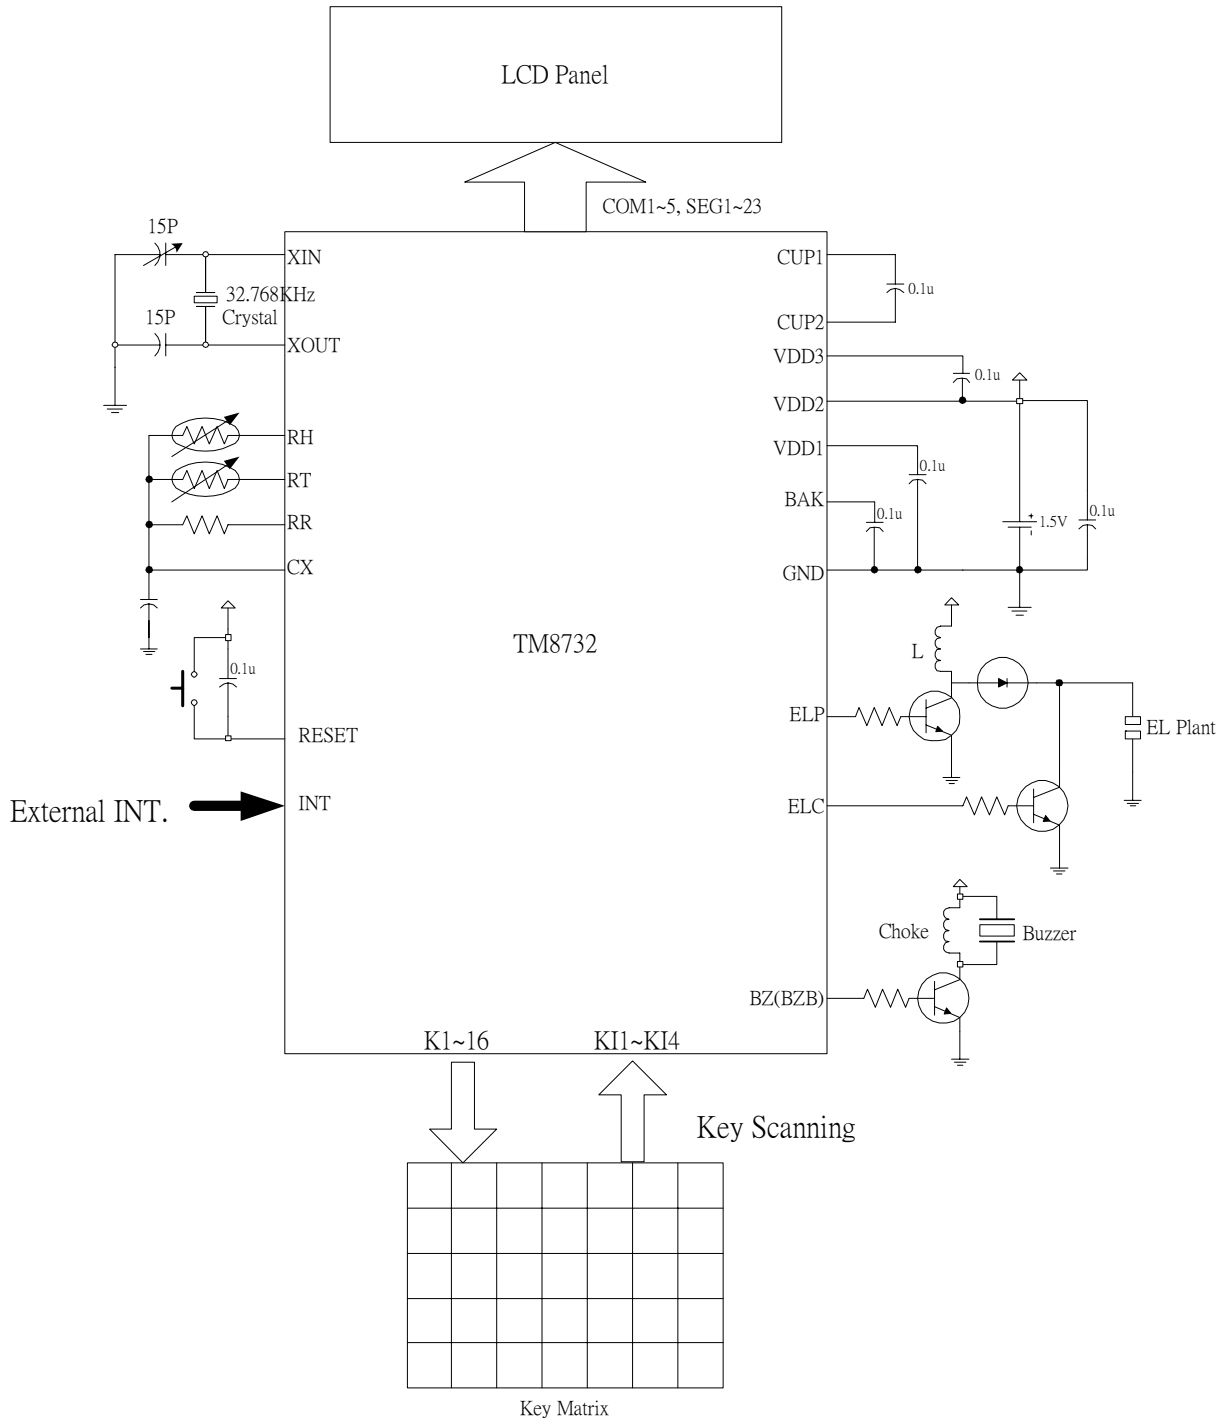 LCD Panel
COM1~5, SEG1~23
15P
XIN
32.768KHz
Crystal
15P
XOUT
RH
RT
RR
CX
0.1u
RESET
External INT.
INT
TM8732
CUP1
0.1u
CUP2
VDD3
0.1u
VDD2
VDD1
0.1u
BAK
0.1u
+
1.5V
-
0.1u
GND
L
ELP
EL Plant
ELC
Choke
Buzzer
BZ(BZB)
K1~16
KI1~KI4
Key Scanning
Key Matrix